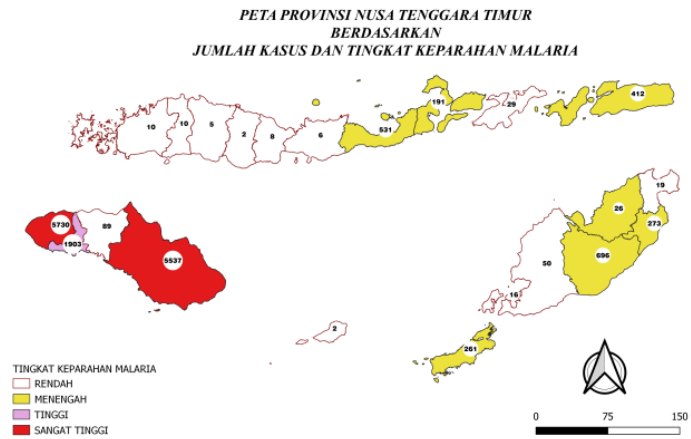 PETA PROVINSI NUSA TENGGARA TIMUR
BERDASARKAN
JUMLAH KASUS DAN TINGKAT KEPARAHAN MALARIA
412
191
29
10
10
5
531
2
8
6
19
26
5730
89
273
1903
696
5537
50
16
2
261
TINGKAT KEPARAHAN MALARIA
RENDAH
MENENGAH
TINGGI
SANGAT TINGGI
0 75 150